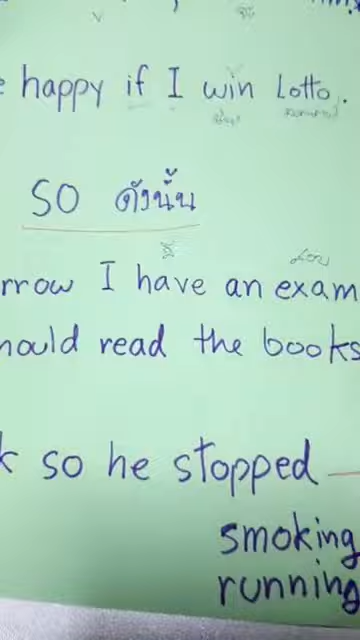 happy if I win Lotto.
so ดังนั้น
rrow I have an exam
hould read the books
k so he stopped
smoking
running